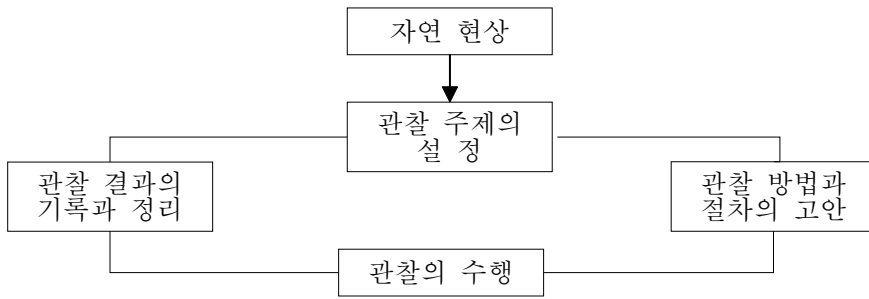 자연 현상
관찰 주제의
설 정
관찰 결과의
기록과 정리
관찰 방법과
절차의 고안
관찰의 수행